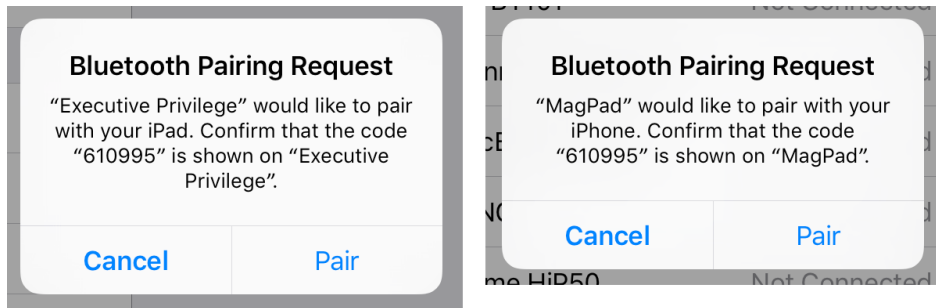 Bluetooth Pairing Request
“Executive Privilege” would like to pair
with your iPad. Confirm that the code
“610995” is shown on “Executive
Privilege”.
Cancel
Pair
Not Connected
Bluetooth Pairing Request
“MagPad” would like to pair with your
iPhone. Confirm that the code
“610995” is shown on “MagPad”.
Cancel
Pair
me HiP50
Not Connected